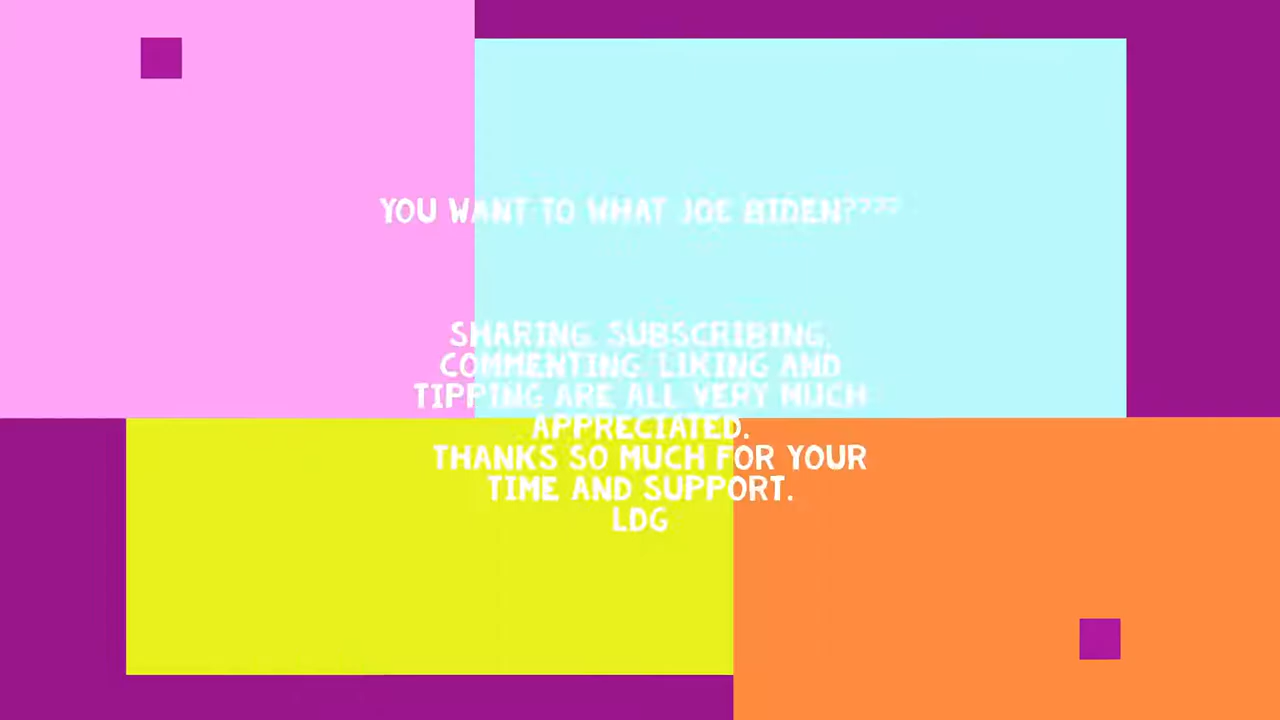 YOU WANT TO WHAT JOE BIDEN????
SHARING, SUBSCRIBING,
COMMENTING, LIKING AND
TIPPING ARE ALL VERY MUCH
APPRECIATED.
THANKS SO MUCH FOR YOUR
TIME AND SUPPORT.
LDG